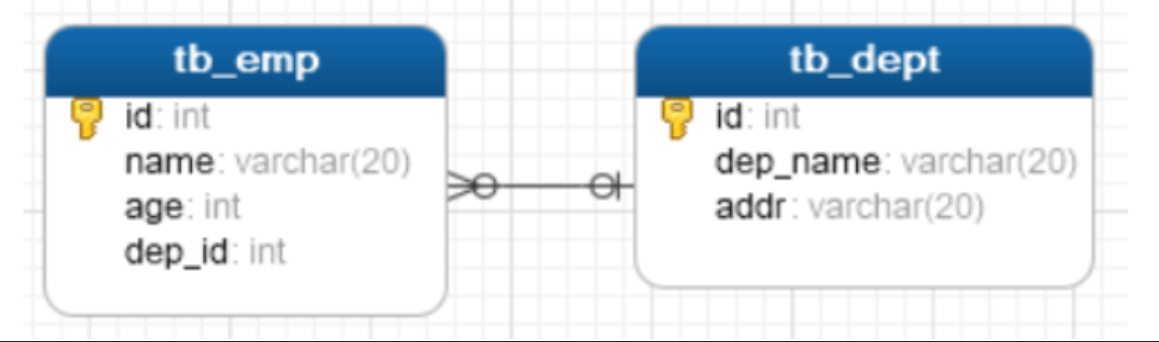 tb_emp
id: int
name: varchar(20)
age: int
dep_id: int
tb_dept
id: int
dep_name: varchar(20)
addr: varchar(20)